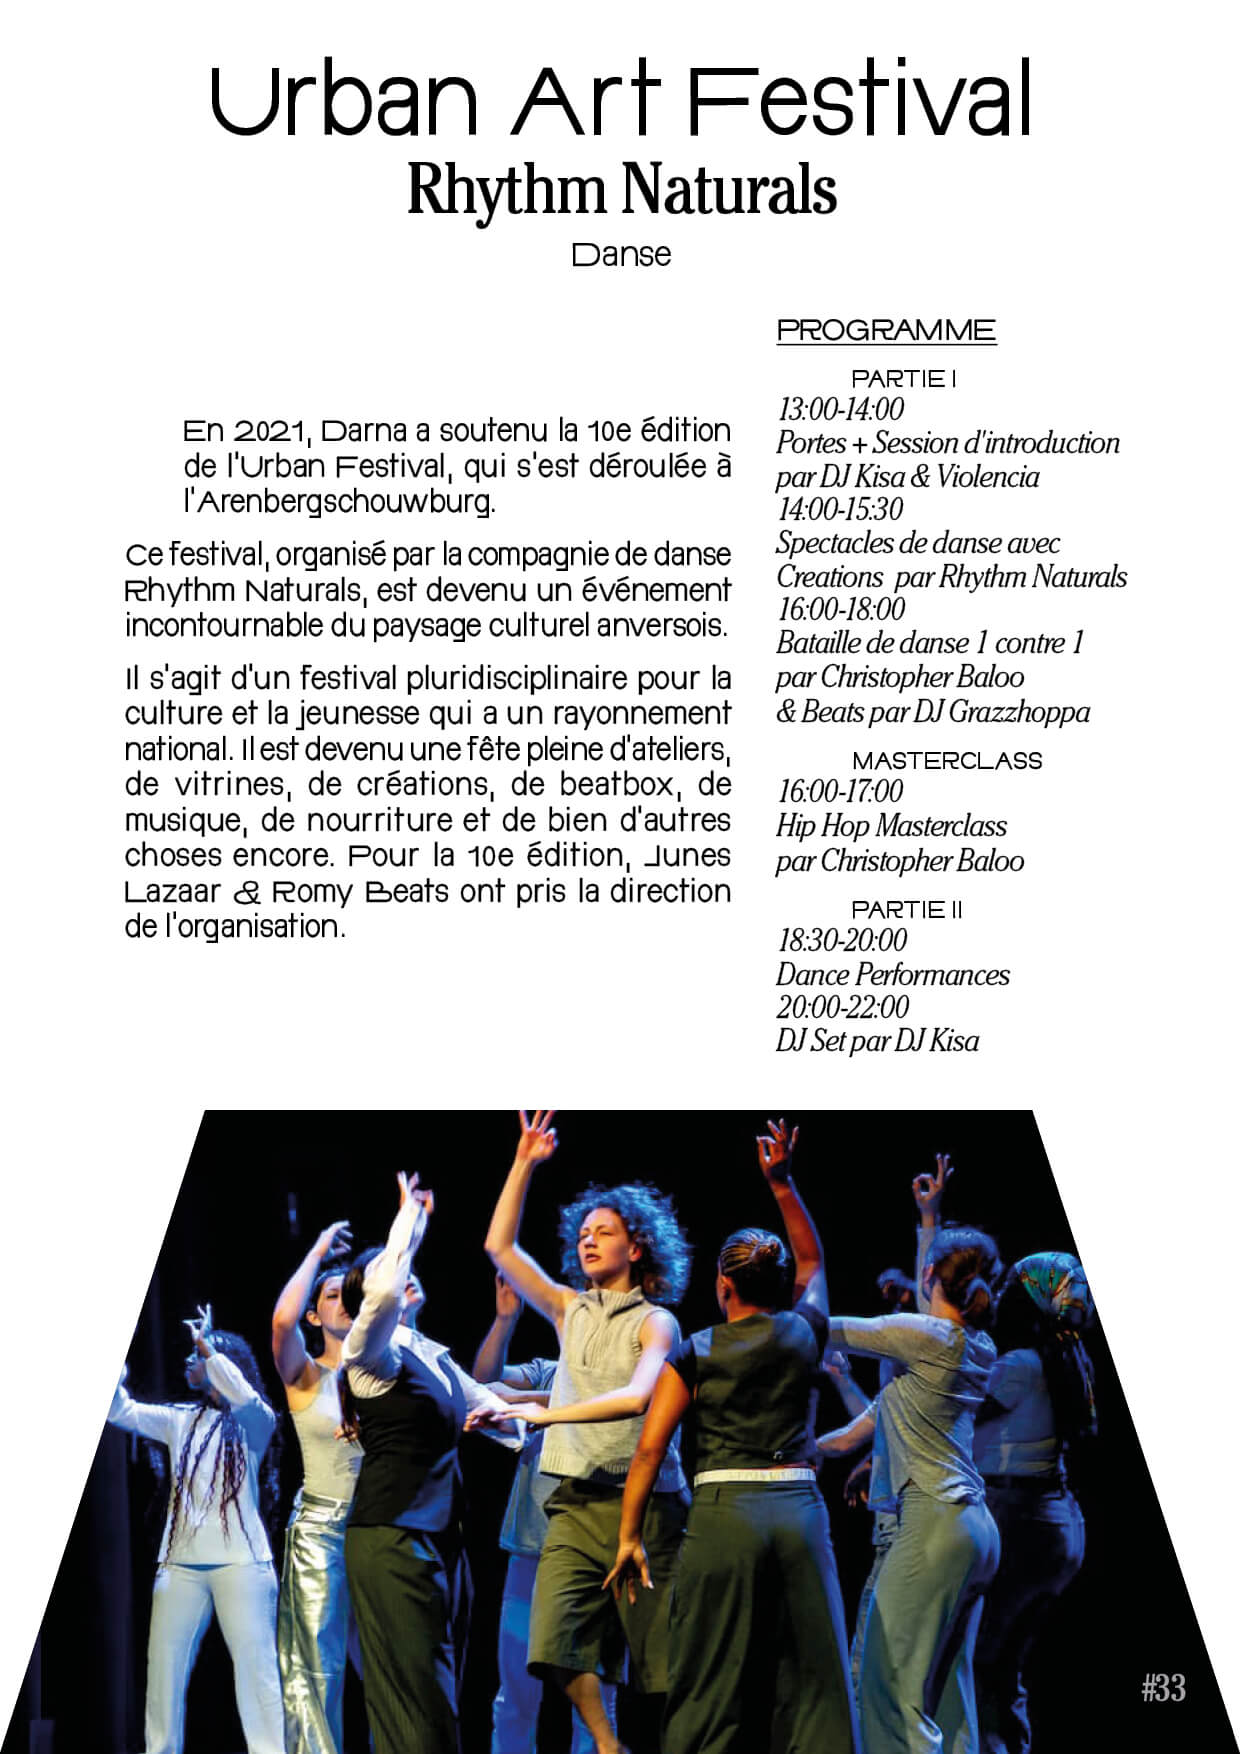 Urban Art Festival
Rhythm Naturals
Danse
En 2021, Darna a soutenu la 10e édition
de l'Urban Festival, qui s'est déroulée à
l'Arenbergschouwburg.
Ce festival, organisé par la compagnie de danse
Rhythm Naturals, est devenu un événement
incontournable du paysage culturel anversois.
Il s'agit d'un festival pluridisciplinaire pour la
culture et la jeunesse qui a un rayonnement
national. Il est devenu une fête pleine d'ateliers,
de vitrines, de créations, de beatbox, de
musique, de nourriture et de bien d'autres
choses encore. Pour la 10e édition, Junes
Lazaar & Romy Beats ont pris la direction
de l'organisation.
PROGRAMME
PARTIE I
13:00-14:00
Portes + Session d'introduction
par DJ Kisa & Violencia
14:00-15:30
Spectacles de danse avec
Creations par Rhythm Naturals
16:00-18:00
Bataille de danse 1 contre 1
par Christopher Baloo
& Beats par DJ Grazzhoppa
MASTERCLASS
16:00-17:00
Hip Hop Masterclass
par Christopher Baloo
PARTIE II
18:30-20:00
Dance Performances
20:00-22:00
DJ Set par DJ Kisa
#33